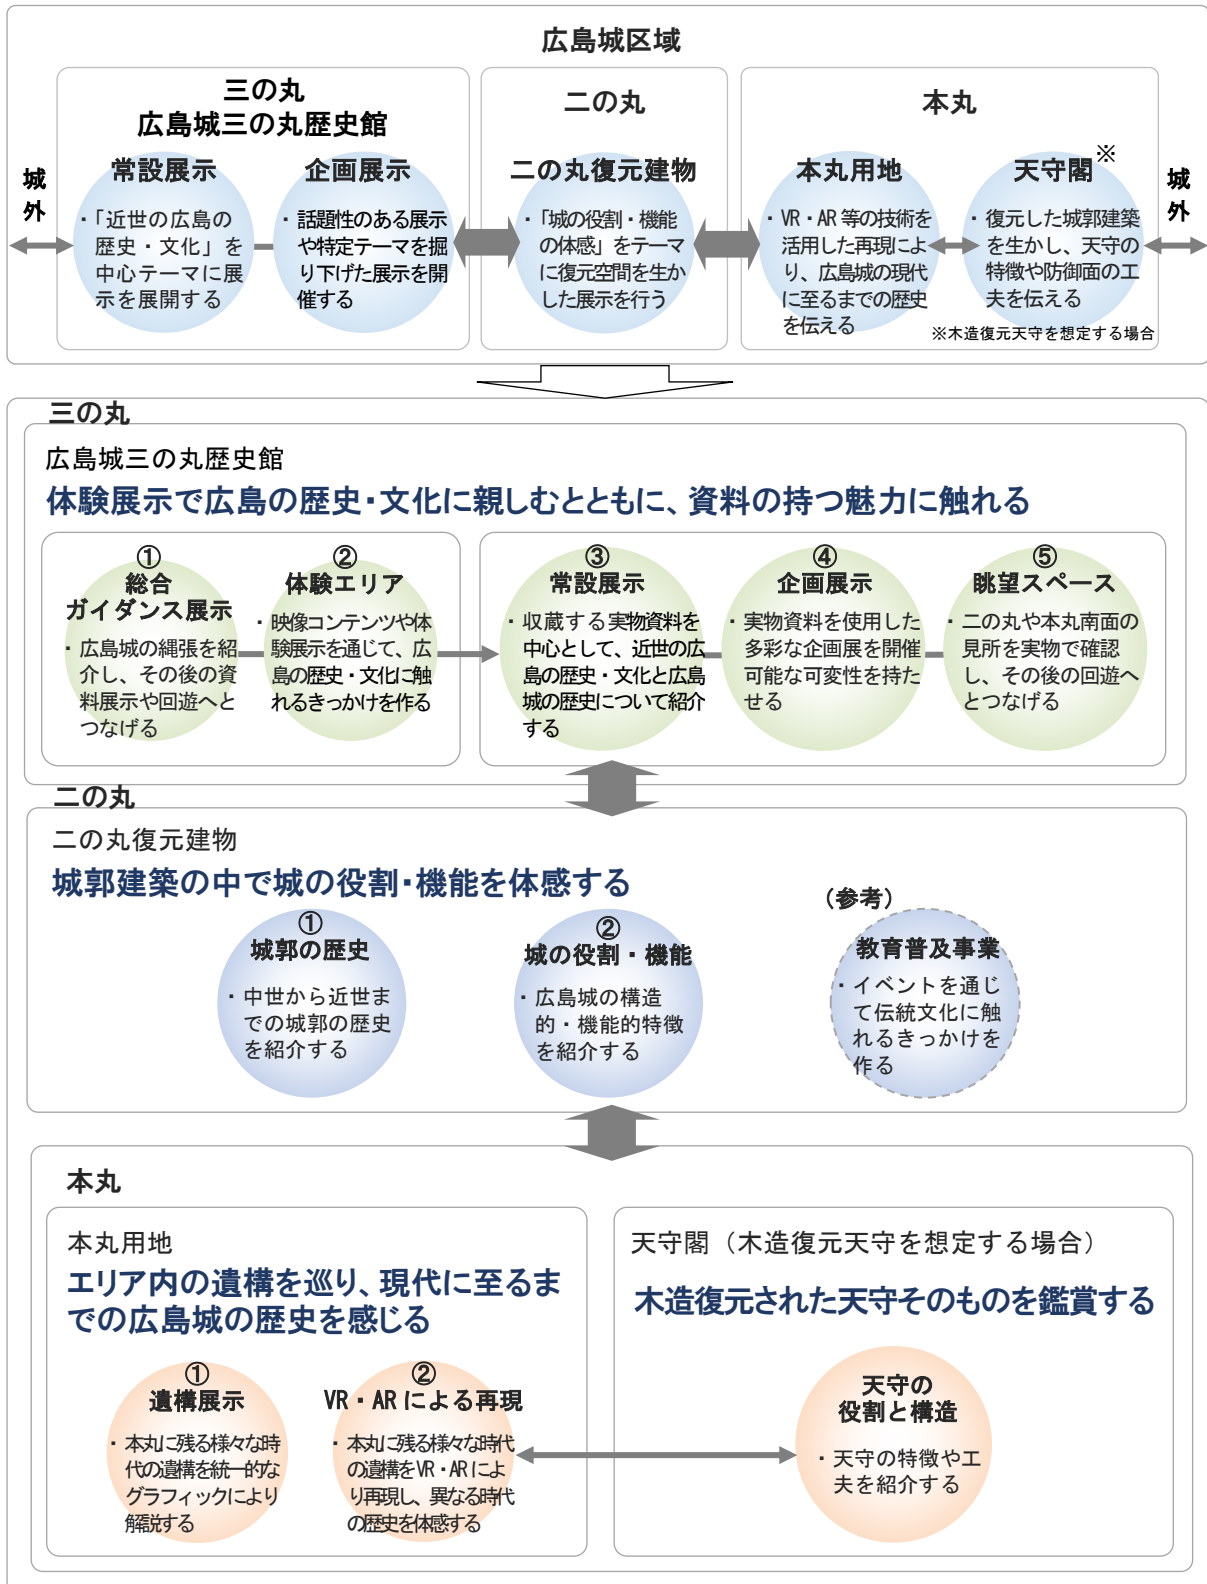 広島城区域
三の丸
広島城三の丸歴史館
二の丸
本丸
城
外
常設展示
・「近世の広島の
歴史・文化」を
中心テーマに展
示を展開する
企画展示
・話題性のある展示
や特定テーマを掘
り下げた展示を開
催する
二の丸復元建物
・「城の役割・機能
の体感」をテーマ
に復元空間を生か
した展示を行う
本丸用地
・VR・AR 等の技術を
活用した再現によ
り、広島城の現代
に至るまでの歴史
を伝える
天守閣※
・復元した城郭建築
を生かし、天守の
特徴や防御面の工
夫を伝える
城
外
※木造復元天守を想定する場合
三の丸
広島城三の丸歴史館
体験展示で広島の歴史・文化に親しむとともに、資料の持つ魅力に触れる
①
総合
ガイダンス展示
・広島城の縄張を紹
介し、その後の資
料展示や回遊へと
つなげる
②
体験エリア
・映像コンテンツや体
験展示を通じて、広
島の歴史・文化に触
れるきっかけを作る
③
常設展示
・収蔵する実物資料を
中心として、近世の広
島の歴史・文化と広島
城の歴史について紹介
する
④
企画展示
・実物資料を使用した
多彩な企画展を開催
可能な可変性を持た
せる
⑤
眺望スペース
・二の丸や本丸南面の
見所を実物で確認
し、その後の回遊へ
とつなげる
二の丸
二の丸復元建物
城郭建築の中で城の役割・機能を体感する
①
城郭の歴史
・中世から近世ま
での城郭の歴史
を紹介する
②
城の役割・機能
・広島城の構造
的・機能的特徴
を紹介する
(参考)
教育普及事業
・イベントを通じ
て伝統文化に触
れるきっかけを
作る
本丸
本丸用地
エリア内の遺構を巡り、現代に至るま
での広島城の歴史を感じる
①
遺構展示
・本丸に残る様々な時
代の遺構を統一的な
グラフィックにより
解説する
②
VR・AR による再現
・本丸に残る様々な時代
の遺構をVR・ARによ
り再現し、異なる時代
の歴史を体感する
天守閣（木造復元天守を想定する場合）
木造復元された天守そのものを鑑賞する
天守の
役割と構造
・天守の特徴や工
夫を紹介する